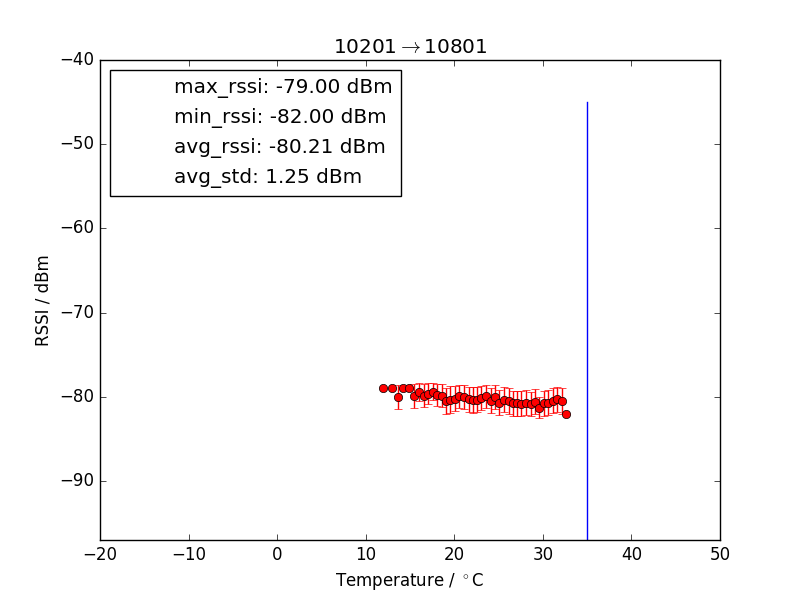 10201→10801
max_rssi: -79.00 dBm
min_rssi: -82.00 dBm
avg_rssi: -80.21 dBm
avg_std: 1.25 dBm
−40
−50
−60
−70
−80
−90
RSSI / dBm
−20 −10 0 10 20 30 40 50
Temperature / °C